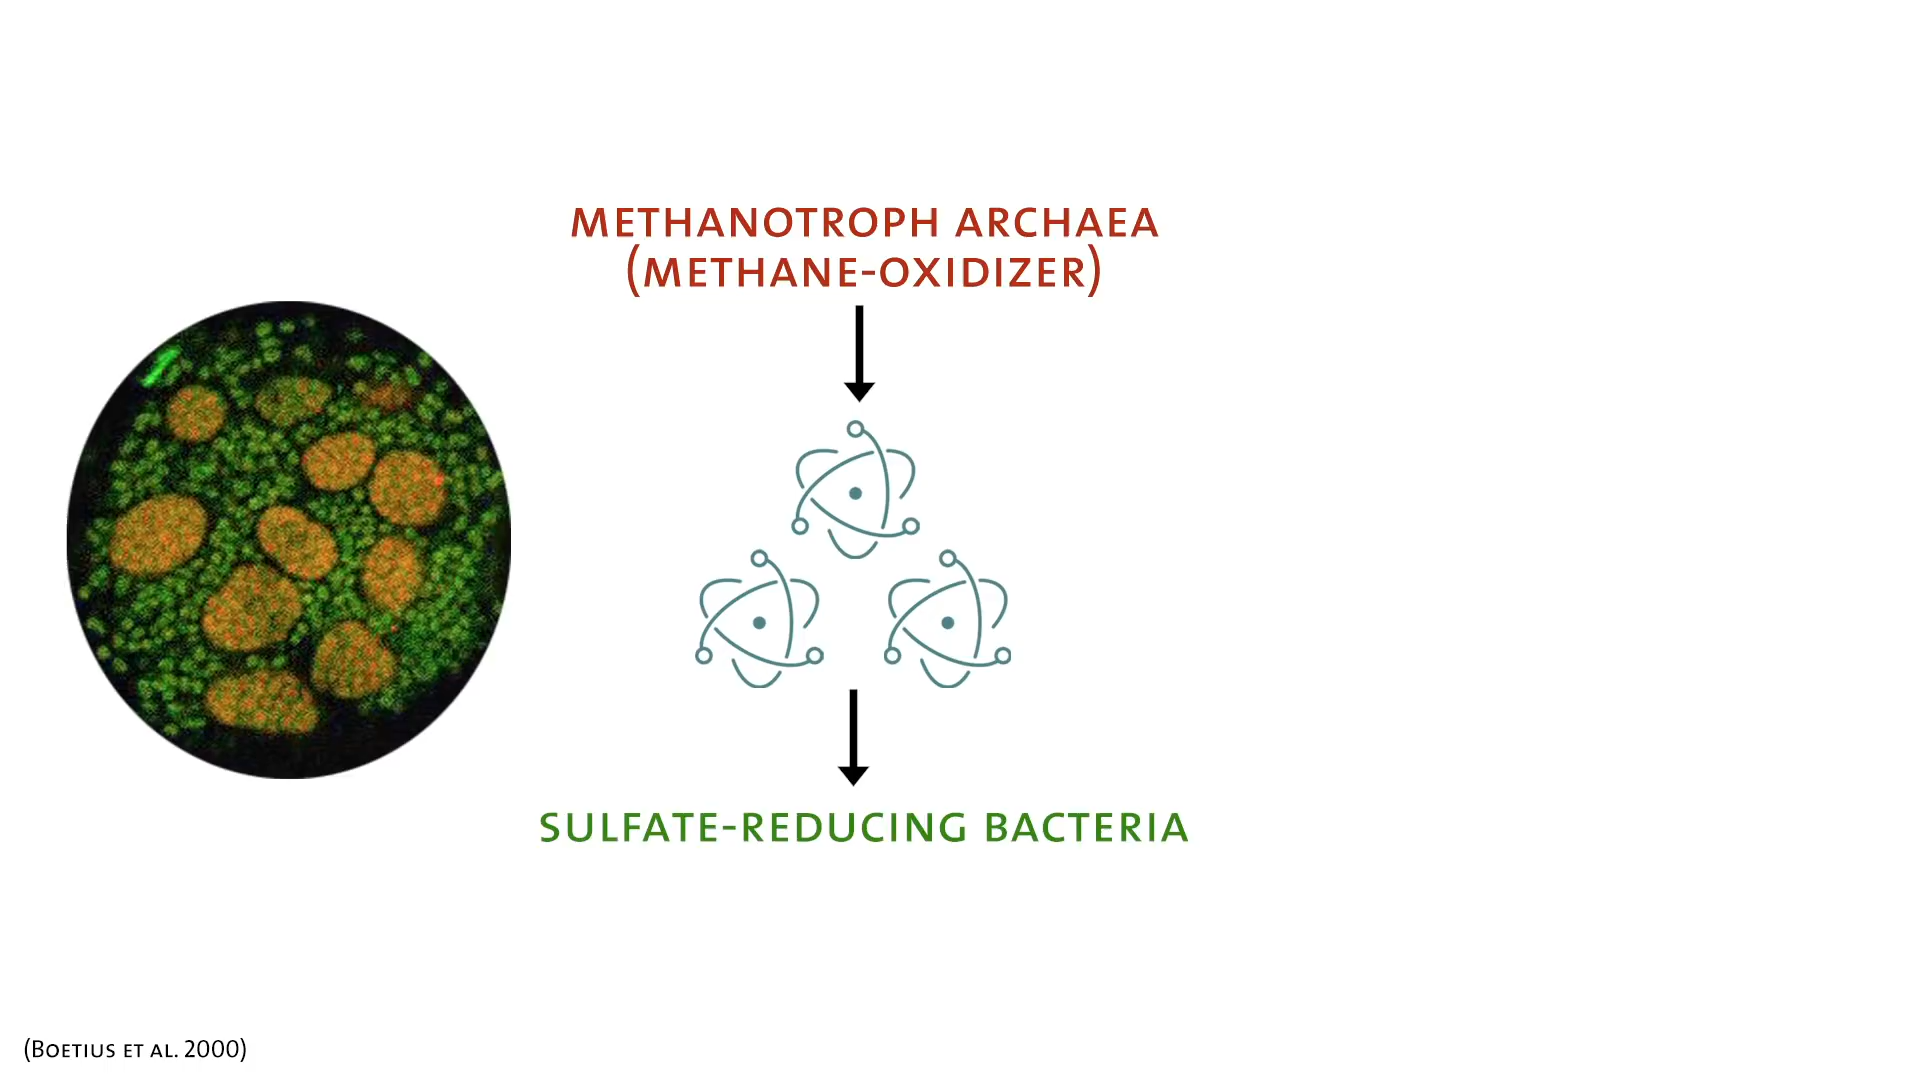 METHANOTROPH ARCHAEA
(METHANE-OXIDIZER)
SULFATE-REDUCING BACTERIA
(BOETIUS ET AL. 2000)